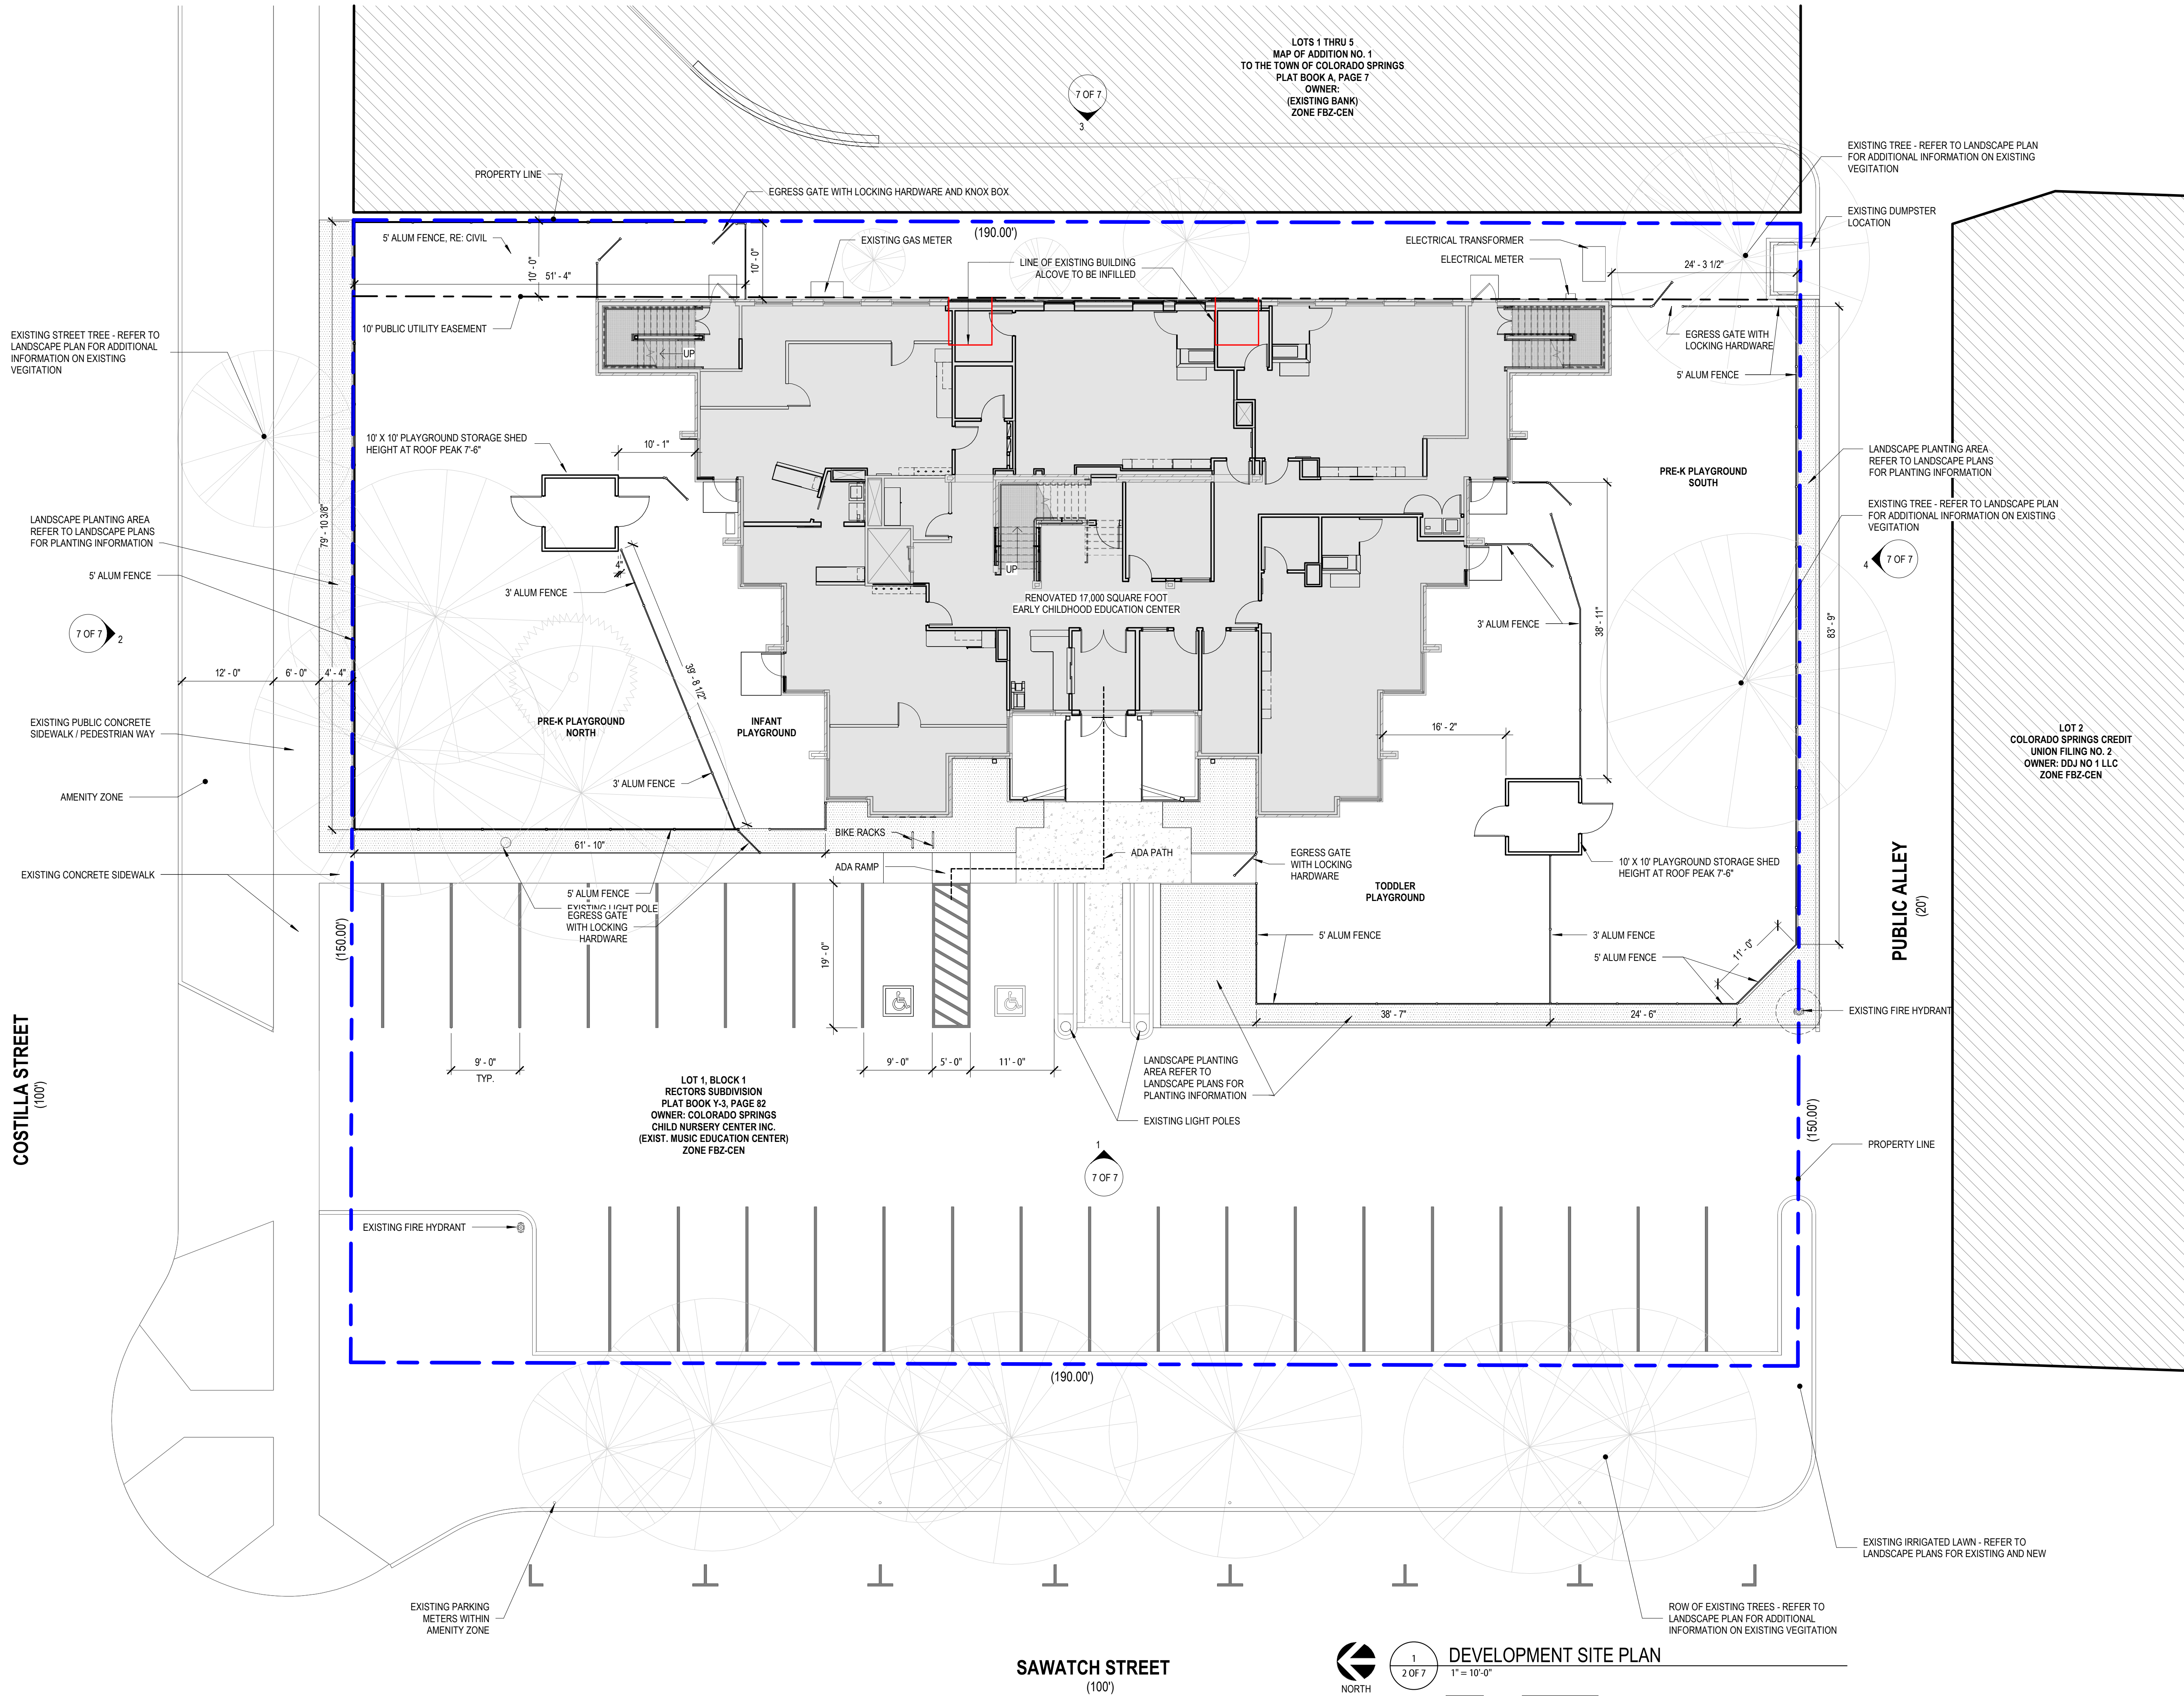 LOTS 1 THRU 5
MAP OF ADDITION NO. 1
TO THE TOWN OF COLORADO SPRINGS
PLAT BOOK A, PAGE 7
OWNER:
(EXISTING BANK)
ZONE FBZ-CEN
7 OF 7
3
EXISTING TREE - REFER TO LANDSCAPE PLAN
FOR ADDITIONAL INFORMATION ON EXISTING
VEGITATION
PROPERTY LINE
EGRESS GATE WITH LOCKING HARDWARE AND KNOX BOX
EXISTING DUMPSTER
LOCATION
(190.00')
5' ALUM FENCE, RE: CIVIL
EXISTING GAS METER
ELECTRICAL TRANSFORMER
ELECTRICAL METER
LINE OF EXISTING BUILDING
ALCOVE TO BE INFILLED
10' - 0"
10' - 0"
51' - 4"
24' - 3 1/2"
10' PUBLIC UTILITY EASEMENT
EXISTING STREET TREE - REFER TO
LANDSCAPE PLAN FOR ADDITIONAL
INFORMATION ON EXISTING
VEGITATION
UP
EGRESS GATE WITH
LOCKING HARDWARE
5' ALUM FENCE
10' X 10' PLAYGROUND STORAGE SHED
HEIGHT AT ROOF PEAK 7'-6"
10' - 1"
PRE-K PLAYGROUND
SOUTH
LANDSCAPE PLANTING AREA
REFER TO LANDSCAPE PLANS
FOR PLANTING INFORMATION
EXISTING TREE - REFER TO LANDSCAPE PLAN
FOR ADDITIONAL INFORMATION ON EXISTING
VEGITATION
79' - 10 3/8"
LANDSCAPE PLANTING AREA
REFER TO LANDSCAPE PLANS
FOR PLANTING INFORMATION
4
7 OF 7
5' ALUM FENCE
4"
UP
3' ALUM FENCE
RENOVATED 17,000 SQUARE FOOT
EARLY CHILDHOOD EDUCATION CENTER
3' ALUM FENCE
38' - 11"
83' - 9"
7 OF 7
2
12' - 0"
6' - 0"
4' - 4"
39' - 8 1/2"
EXISTING PUBLIC CONCRETE
SIDEWALK / PEDESTRIAN WAY
PRE-K PLAYGROUND
NORTH
INFANT
PLAYGROUND
16' - 2"
LOT 2
COLORADO SPRINGS CREDIT
UNION FILING NO. 2
OWNER: DDJ NO 1 LLC
ZONE FBZ-CEN
AMENITY ZONE
3' ALUM FENCE
BIKE RACKS
61' - 10"
ADA PATH
ADA RAMP
EGRESS GATE
WITH LOCKING
HARDWARE
10' X 10' PLAYGROUND STORAGE SHED
HEIGHT AT ROOF PEAK 7'-6"
EXISTING CONCRETE SIDEWALK
TODDLER
PLAYGROUND
PUBLIC ALLEY
(20')
5' ALUM FENCE
EXISTING LIGHT POLE
EGRESS GATE
WITH LOCKING
HARDWARE
(150.00')
19' - 0"
5' ALUM FENCE
3' ALUM FENCE
5' ALUM FENCE
11' - 0"
38' - 7"
24' - 6"
EXISTING FIRE HYDRANT
9' - 0"
TYP.
9' - 0"
5' - 0"
11' - 0"
LANDSCAPE PLANTING
AREA REFER TO
LANDSCAPE PLANS FOR
PLANTING INFORMATION
EXISTING LIGHT POLES
COSTILLA STREET
(100')
LOT 1, BLOCK 1
RECTORS SUBDIVISION
PLAT BOOK Y-3, PAGE 82
OWNER: COLORADO SPRINGS
CHILD NURSERY CENTER INC.
(EXIST. MUSIC EDUCATION CENTER)
ZONE FBZ-CEN
(150.00')
PROPERTY LINE
1
7 OF 7
EXISTING FIRE HYDRANT
(190.00')
EXISTING IRRIGATED LAWN - REFER TO
LANDSCAPE PLANS FOR EXISTING AND NEW
EXISTING PARKING
METERS WITHIN
AMENITY ZONE
ROW OF EXISTING TREES - REFER TO
LANDSCAPE PLAN FOR ADDITIONAL
INFORMATION ON EXISTING VEGITATION
SAWATCH STREET
(100')
NORTH
1
2 OF 7
DEVELOPMENT SITE PLAN
1" = 10'-0"